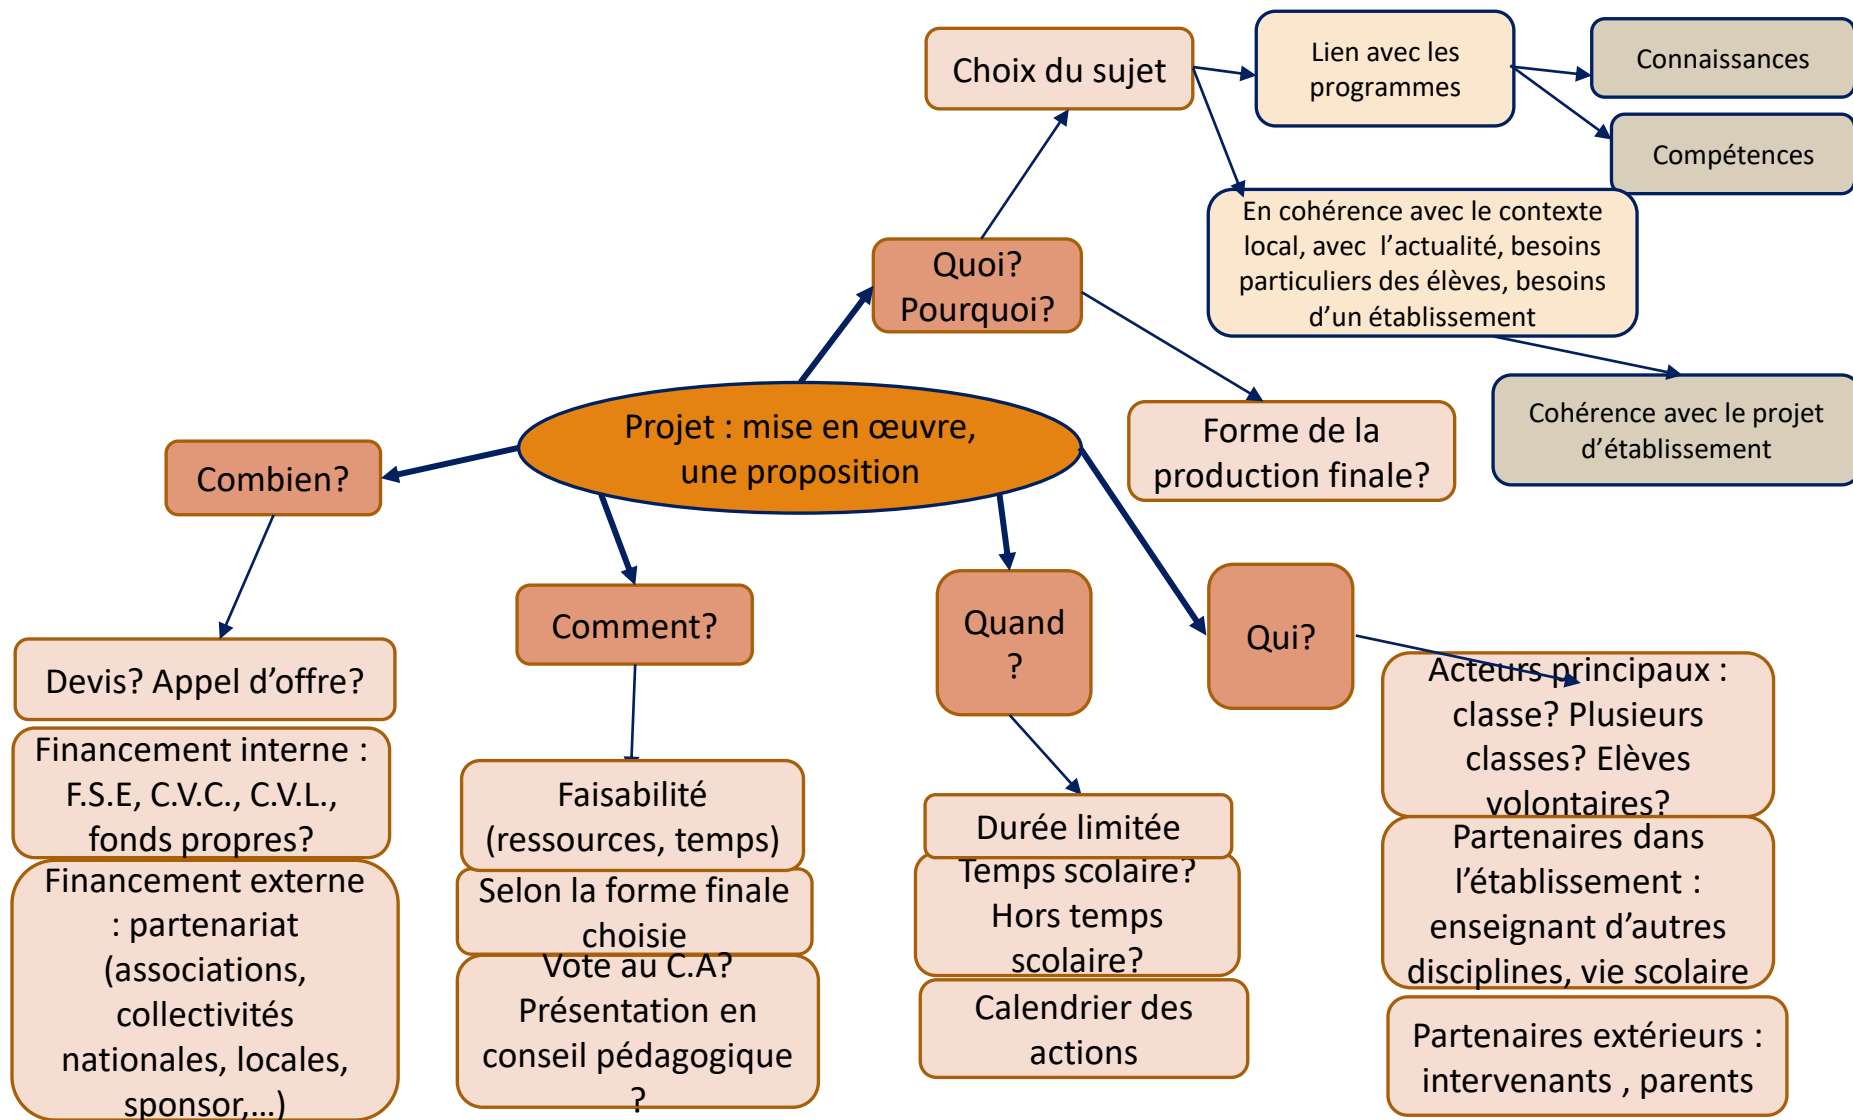 Choix du sujet
Lien avec les
programmes
Connaissances
Compétences
En cohérence avec le contexte
local, avec  l’actualité, besoins
particuliers des élèves, besoins
d’un établissement
Quoi?
Pourquoi?
Cohérence avec le projet
d’établissement
Forme de la
production finale?
Projet : mise en œuvre,
une proposition
Combien?
Comment?
Quand
?
Qui?
Devis? Appel d’offre?
Financement interne :
F.S.E, C.V.C., C.V.L.,
fonds propres?
Financement externe
: partenariat
(associations,
collectivités
nationales, locales,
sponsor,…)
Faisabilité
(ressources, temps)
Selon la forme finale
choisie
Vote au C.A?
Présentation en
conseil pédagogique
?
Durée limitée
Temps scolaire?
Hors temps
scolaire?
Calendrier des
actions
Acteurs principaux :
classe? Plusieurs
classes? Elèves
volontaires?
Partenaires dans
l’établissement :
enseignant d’autres
disciplines, vie scolaire
Partenaires extérieurs :
intervenants , parents